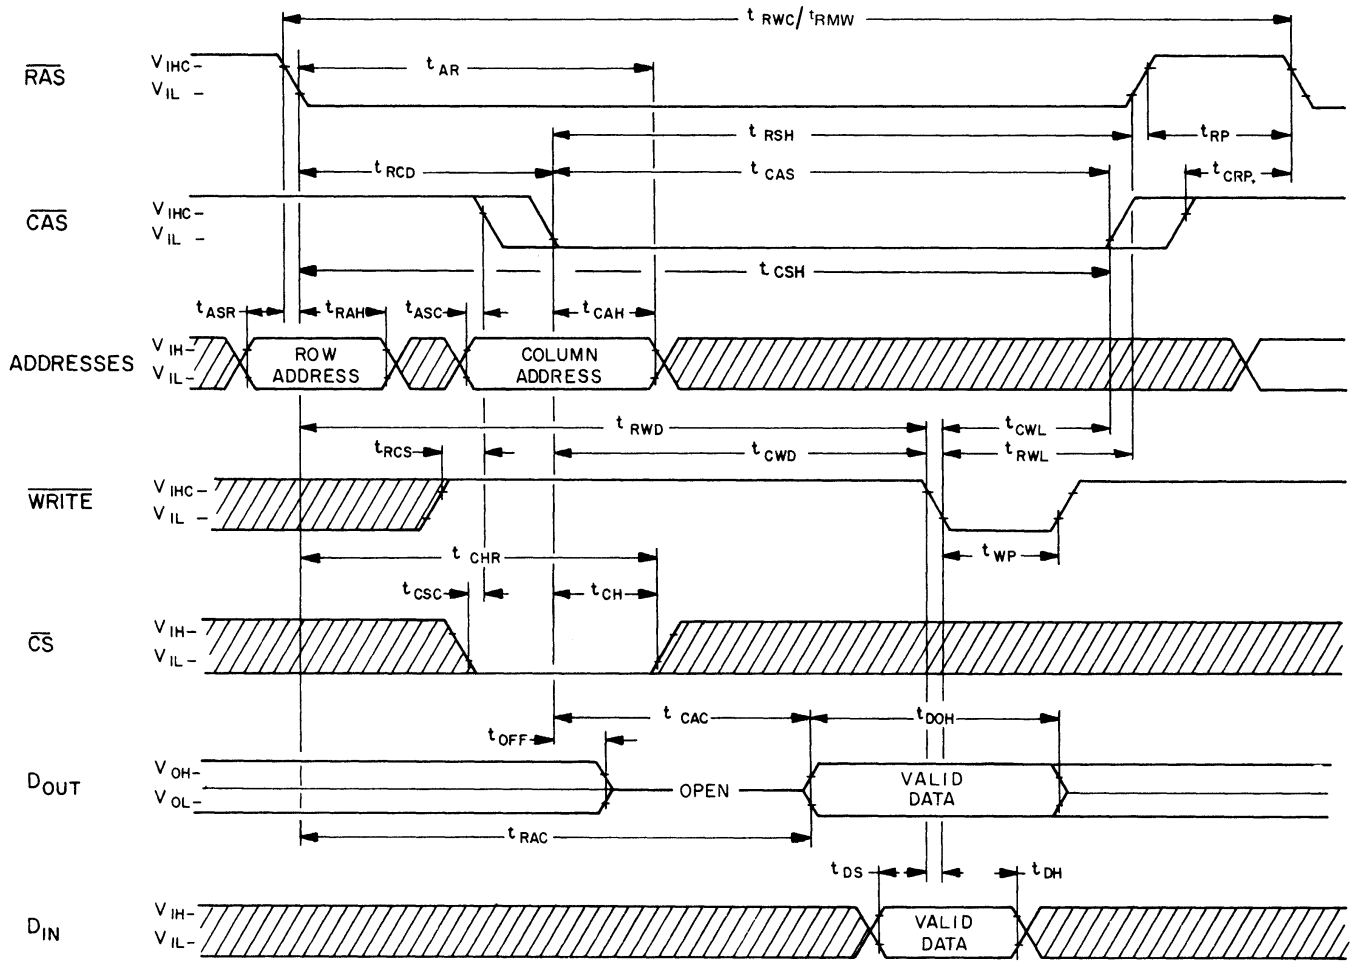 t RWC/ tRMW
RAS
V IHC
V IL
t AR
t RSH
t RP
t RCD
t CAS
t CRP,
CAS
V IHC
V IL
t CSH
t ASR
t RAH
t ASC
t CAH
ADDRESSES
V IH
V IL
ROW ADDRESS
COLUMN ADDRESS
t RWD
t CWL
t RCS
t CWD
t RWL
WRITE
V IHC
V IL
t CHR
t WP
t CSC
t CH
CS
V IH
V IL
t CAC
t DOH
t OFF
D OUT
V OH
V OL
OPEN
VALID DATA
t RAC
t DS
t DH
D IN
V IH
V IL
VALID DATA